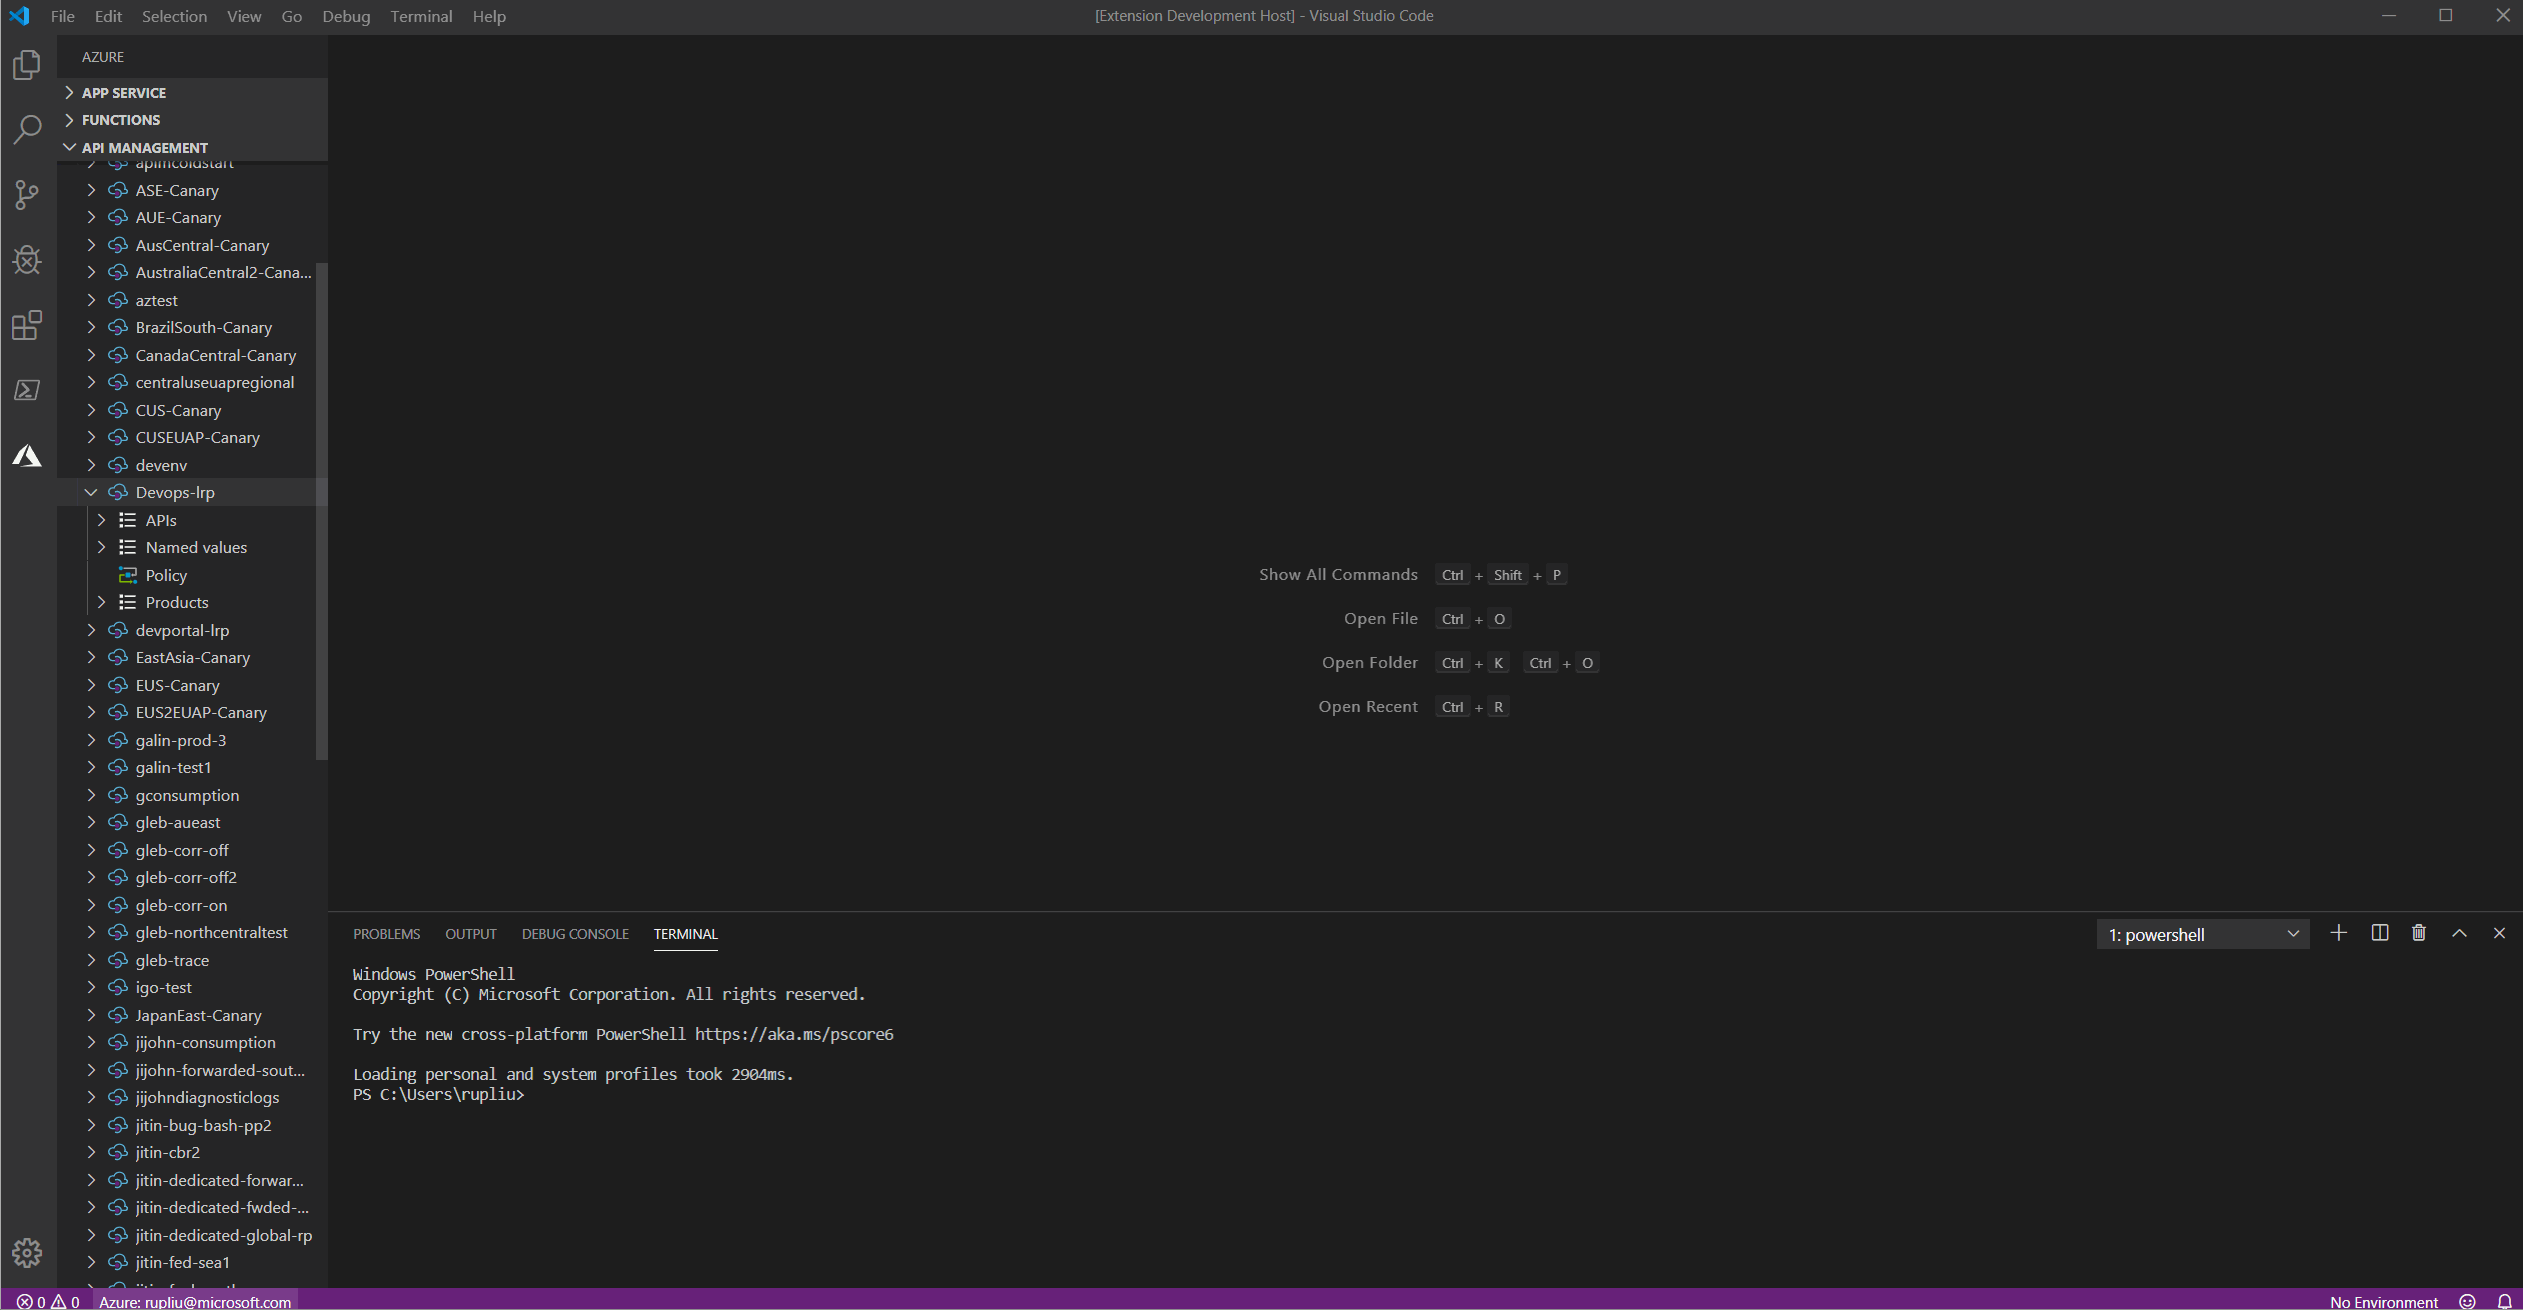 File Edit Selection View Go Debug Terminal Help
[Extension Development Host] - Visual Studio Code
AZURE
APP SERVICE
FUNCTIONS
API MANAGEMENT
apimcoldstart
ASE-Canary
AUE-Canary
AusCentral-Canary
AustraliaCentral2-Cana...
aztest
BrazilSouth-Canary
CanadaCentral-Canary
centraluseuapregional
CUS-Canary
CUSEUAP-Canary
devenv
Devops-lrp
APIs
Named values
Policy
Products
devportal-lrp
EastAsia-Canary
EUS-Canary
EUS2EUAP-Canary
galin-prod-3
galin-test1
gconsumption
gleb-aueast
gleb-corr-off
gleb-corr-off2
gleb-corr-on
gleb-northcentraltest
gleb-trace
igo-test
JapanEast-Canary
jijohn-consumption
jijohn-forwarded-sout...
jijohndiagnosticlogs
jitin-bug-bash-pp2
jitin-cbr2
jitin-dedicated-forwar...
jitin-dedicated-fwded-...
jitin-dedicated-global-rp
jitin-fed-sea1
Show All Commands Ctrl + Shift + P
Open File Ctrl + O
Open Folder Ctrl + K Ctrl + O
Open Recent Ctrl + R
PROBLEMS OUTPUT DEBUG CONSOLE TERMINAL
1: powershell
Windows PowerShell
Copyright (C) Microsoft Corporation. All rights reserved.
Try the new cross-platform PowerShell https://aka.ms/pscore6
Loading personal and system profiles took 2904ms.
PS C:\Users\rupliu>
0 0 Azure: rupliu@microsoft.com
No Environment